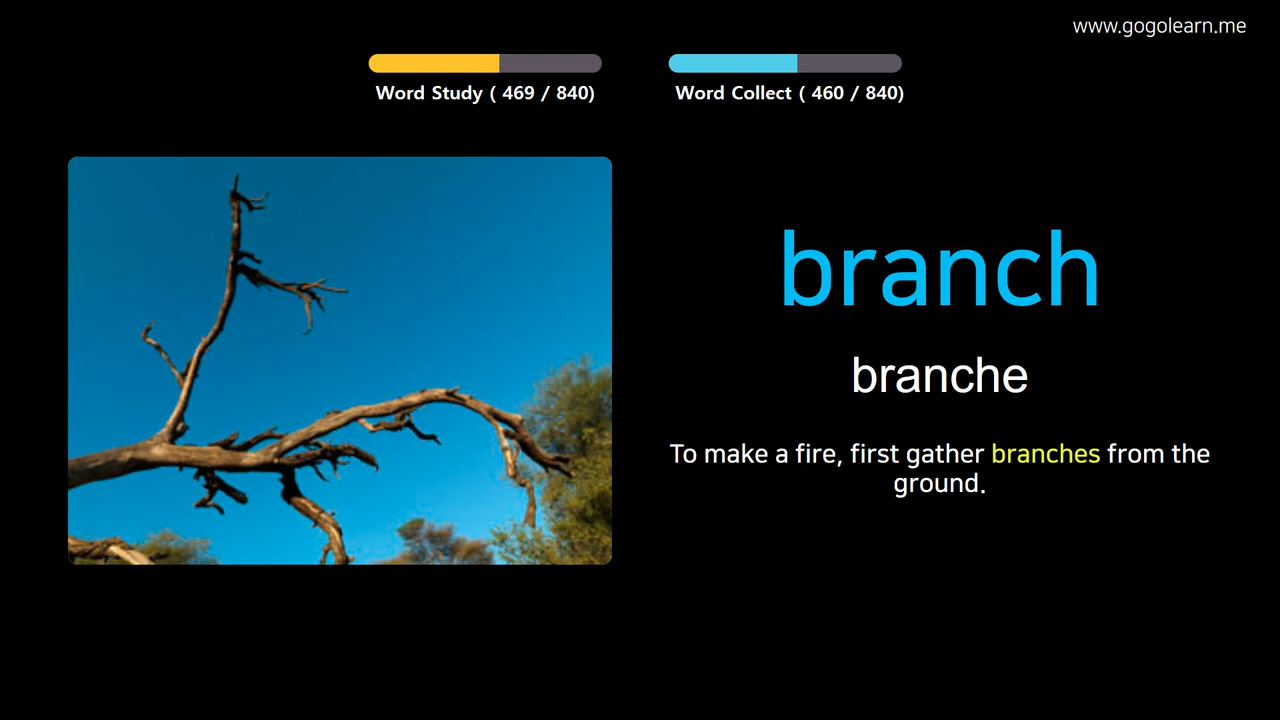 www.gogolearn.me
Word Study ( 469 / 840)
Word Collect ( 460 / 840)
branch
branche
To make a fire, first gather branches from the
ground.